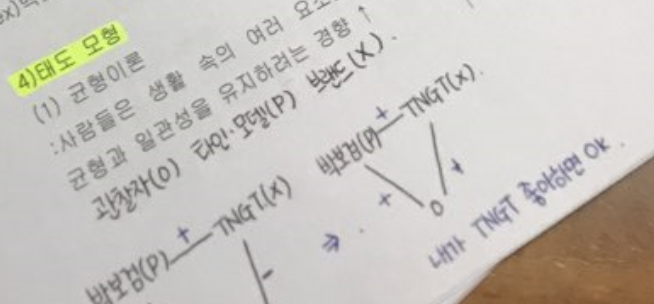 ex)
4)태도 모형
(1) 균형이론
:사람들은 생활 속의 여러 요소
균형과 일관성을 유지하려는 경향 ↑
관찰자(O) 타인·모델(P) 브랜드(X).
박보검(P) + TNGT(X)
-
⇒
박보검(P) + TNGT(X).
+ +
O
내가 TNGT 좋아하면 OK.